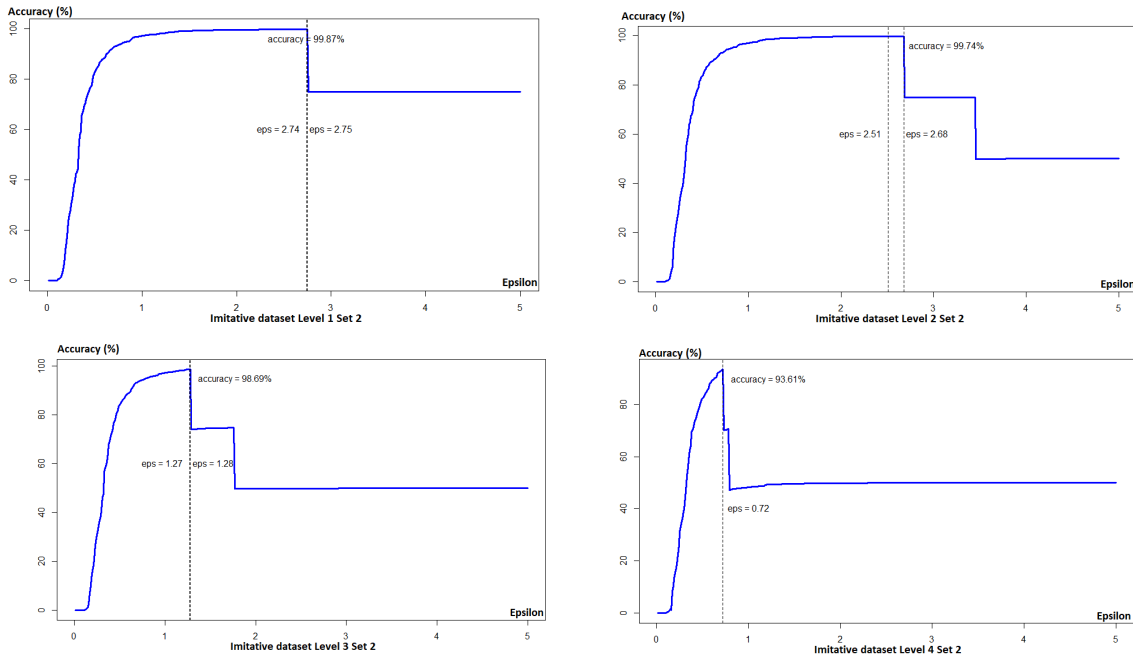 Accuracy (%)
100
80
60
40
20
0
accuracy = 99.87%
eps = 2.74
eps = 2.75
Epsilon
0
1
2
3
4
5
Imitative dataset Level 1 Set 2
Accuracy (%)
100
80
60
40
20
0
accuracy = 99.74%
eps = 2.51
eps = 2.68
Epsilon
0
1
2
3
4
5
Imitative dataset Level 2 Set 2
Accuracy (%)
100
80
60
40
20
0
accuracy = 98.69%
eps = 1.27
eps = 1.28
Epsilon
0
1
2
3
4
5
Imitative dataset Level 3 Set 2
Accuracy (%)
80
60
40
20
0
accuracy = 93.61%
eps = 0.72
Epsilon
0
1
2
3
4
5
Imitative dataset Level 4 Set 2